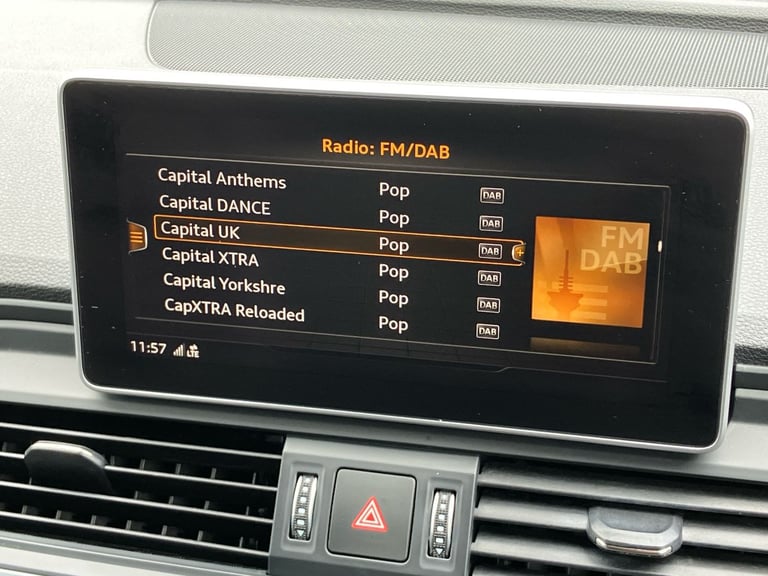 Radio: FM/DAB
Capital Anthems Pop DAB
Capital DANCE Pop DAB
Capital UK Pop DAB
Capital XTRA Pop DAB
Capital Yorkshire Pop DAB
CapXTRA Reloaded Pop DAB
FM
DAB
11:57 LTE